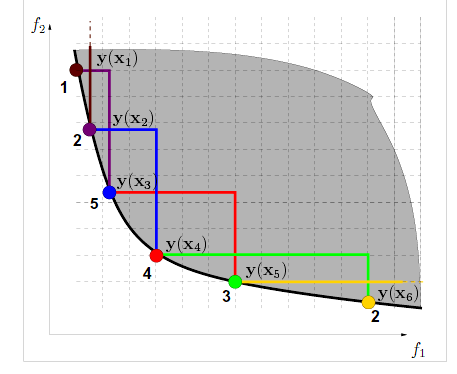 f₂
y(x₁)
1
y(x₂)
2
y(x₃)
5
y(x₄)
4
y(x₅)
3
y(x₆)
2
f₁